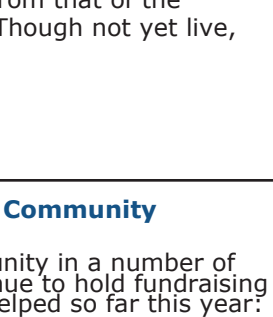 from that of the
Though not yet live,
Community
unity in a number of
nue to hold fundraising
elped so far this year: